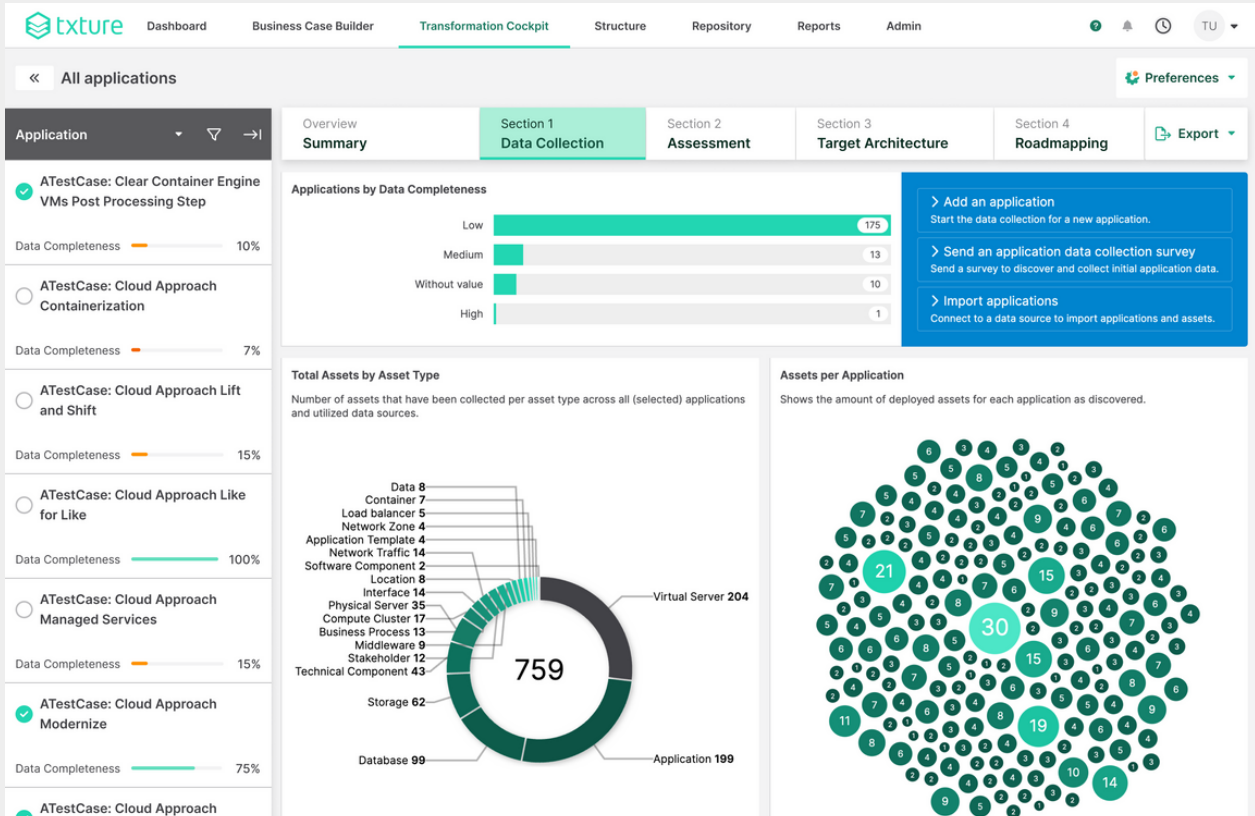 txture
Dashboard
Business Case Builder
Transformation Cockpit
Structure
Repository
Reports
Admin
?
TU
«
All applications
Preferences
Application
Overview
Summary
Section 1
Data Collection
Section 2
Assessment
Section 3
Target Architecture
Section 4
Roadmapping
Export
ATestCase: Clear Container Engine
VMs Post Processing Step
Data Completeness 10%
ATestCase: Cloud Approach
Containerization
Data Completeness 7%
ATestCase: Cloud Approach Lift
and Shift
Data Completeness 15%
ATestCase: Cloud Approach Like
for Like
Data Completeness 100%
ATestCase: Cloud Approach
Managed Services
Data Completeness 15%
ATestCase: Cloud Approach
Modernize
Data Completeness 75%
ATestCase: Cloud Approach
Applications by Data Completeness
Low 175
Medium 13
Without value 10
High 1
Add an application
Start the data collection for a new application.
Send an application data collection survey
Send a survey to discover and collect initial application data.
Import applications
Connect to a data source to import applications and assets.
Total Assets by Asset Type
Number of assets that have been collected per asset type across all (selected) applications
and utilized data sources.
Data 8
Container 7
Load balancer 5
Network Zone 4
Application Template 4
Network Traffic 14
Software Component 2
Location 8
Interface 14
Physical Server 35
Compute Cluster 17
Business Process 13
Middleware 9
Stakeholder 12
Technical Component 43
Storage 62
Database 99
Virtual Server 204
Application 199
759
Assets per Application
Shows the amount of deployed assets for each application as discovered.
21
15
30
15
19
11
10
14